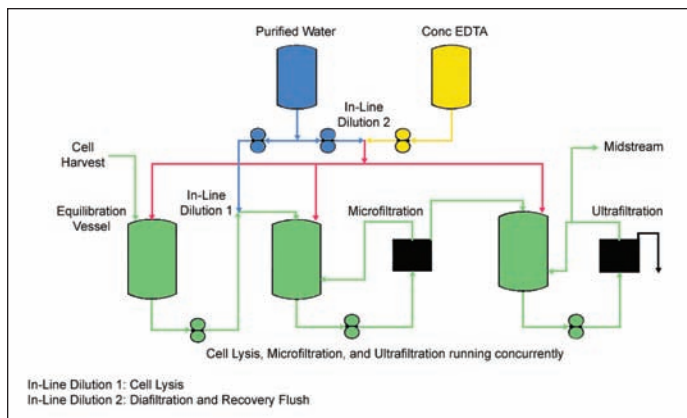 Purified Water
Conc EDTA
In-Line
Dilution 2
Cell
Harvest
Midstream
In-Line
Dilution 1
Equilibration
Vessel
Microfiltration
Ultrafiltration
Cell Lysis, Microfiltration, and Ultrafiltration running concurrently
In-Line Dilution 1: Cell Lysis
In-Line Dilution 2: Diafiltration and Recovery Flush